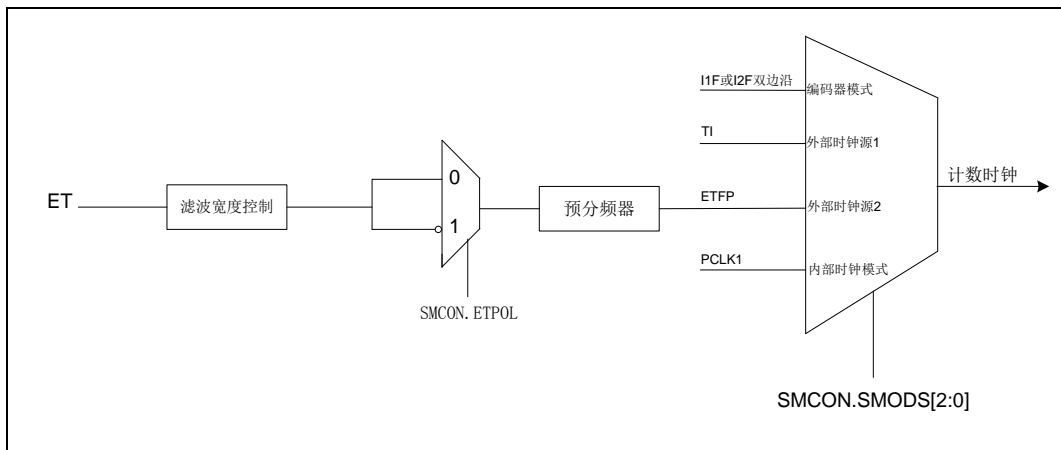 I1F或I2F双边沿
编码器模式
TI
外部时钟源1
计数时钟
ET
滤波宽度控制
0
1
预分频器
ETFP
外部时钟源2
PCLK1
内部时钟模式
SMCON.ETPOL
SMCON.SMODS[2:0]